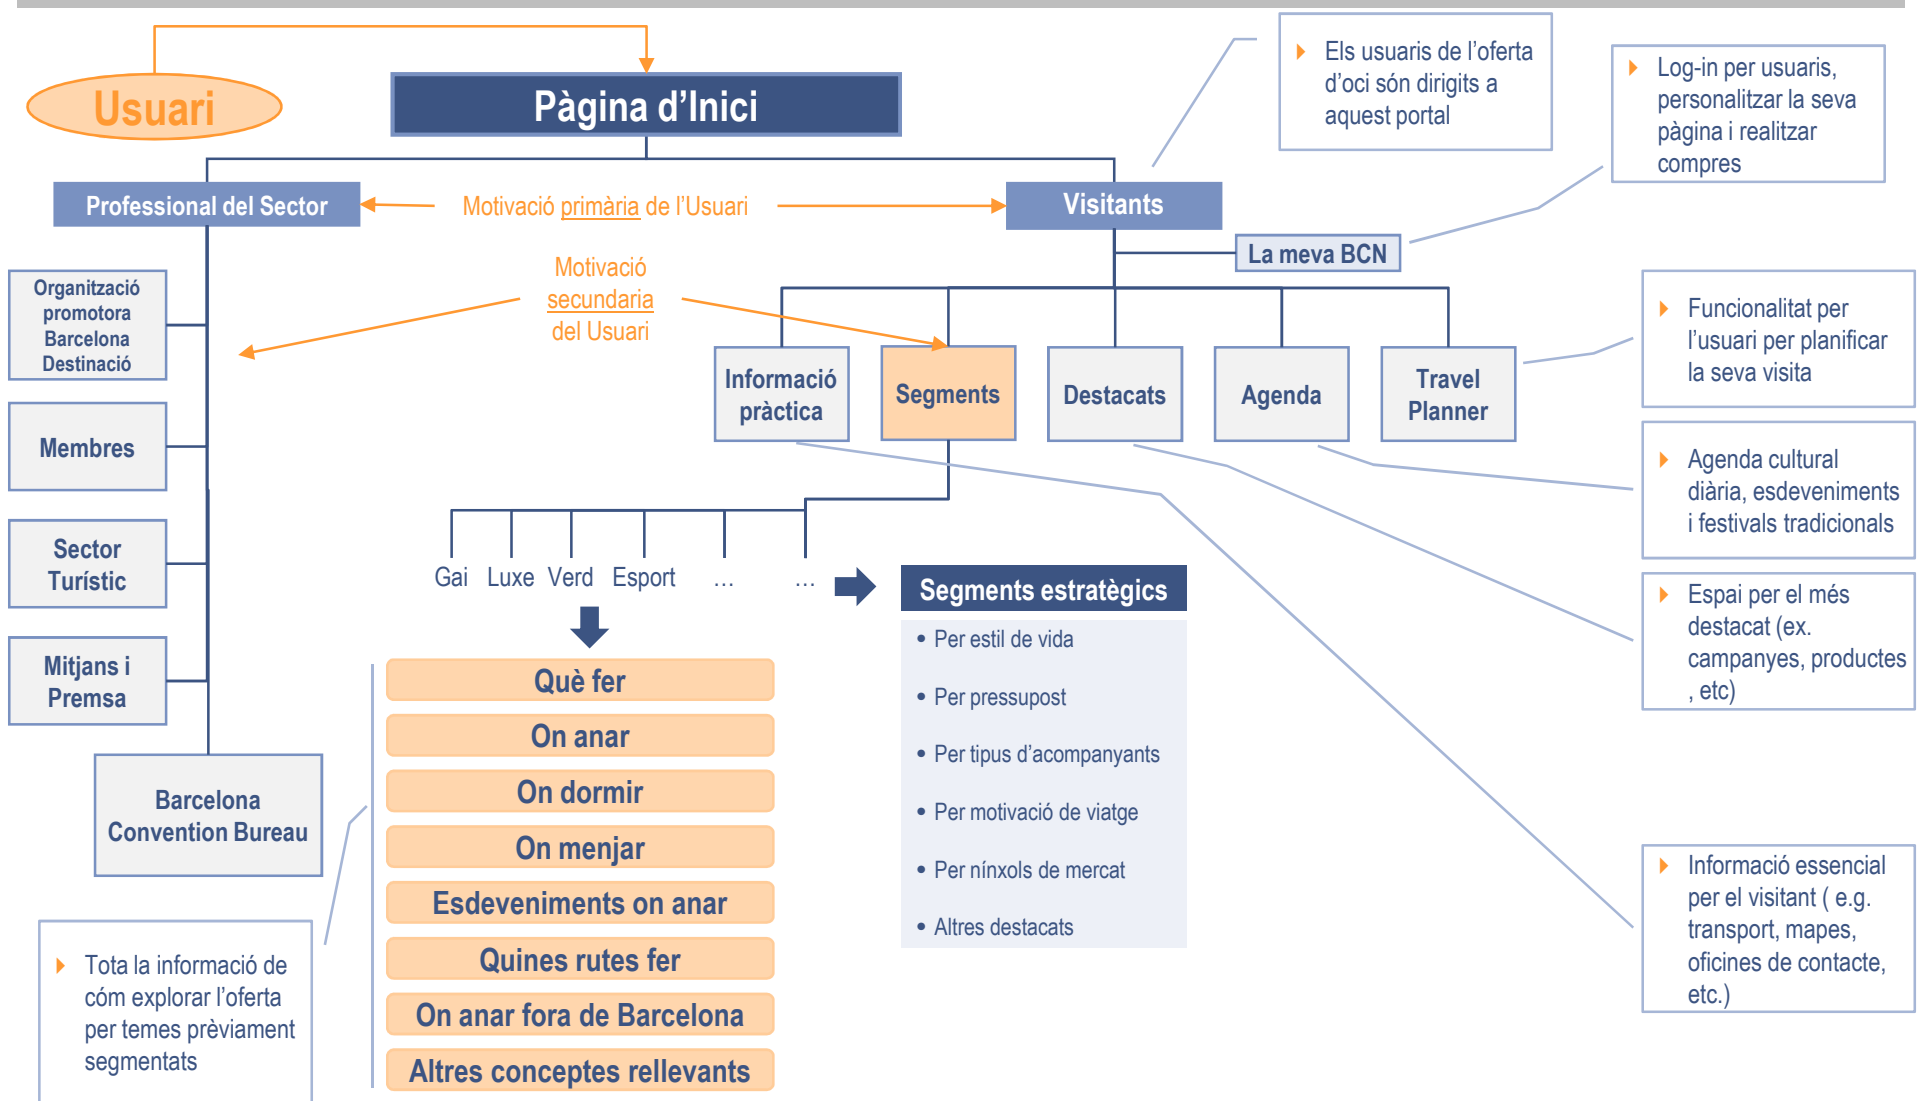 Usuari
Pàgina d’Inici
Els usuaris de l’oferta
d’oci són dirigits a
aquest portal
Log-in per usuaris,
personalitzar la seva
pàgina i realitzar
compres
Professional del Sector
Motivació primària de l’Usuari
Visitants
La meva BCN
Motivació
secundaria
del Usuari
Organització
promotora
Barcelona
Destinació
Membres
Sector
Turístic
Mitjans i
Premsa
Barcelona
Convention Bureau
Informació
pràctica
Segments
Destacats
Agenda
Travel
Planner
Funcionalitat per
l’usuari per planificar
la seva visita
Agenda cultural
diària, esdeveniments
i festivals tradicionals
Espai per el més
destacat (ex.
campanyes, productes
, etc)
Informació essencial
per el visitant ( e.g.
transport, mapes,
oficines de contacte,
etc.)
Gai Luxe Verd Esport … …
Segments estratègics
• Per estil de vida
• Per pressupost
• Per tipus d’acompanyants
• Per motivació de viatge
• Per nínxols de mercat
• Altres destacats
Què fer
On anar
On dormir
On menjar
Esdeveniments on anar
Quines rutes fer
On anar fora de Barcelona
Altres conceptes rellevants
Tota la informació de
cóm explorar l’oferta
per temes prèviament
segmentats